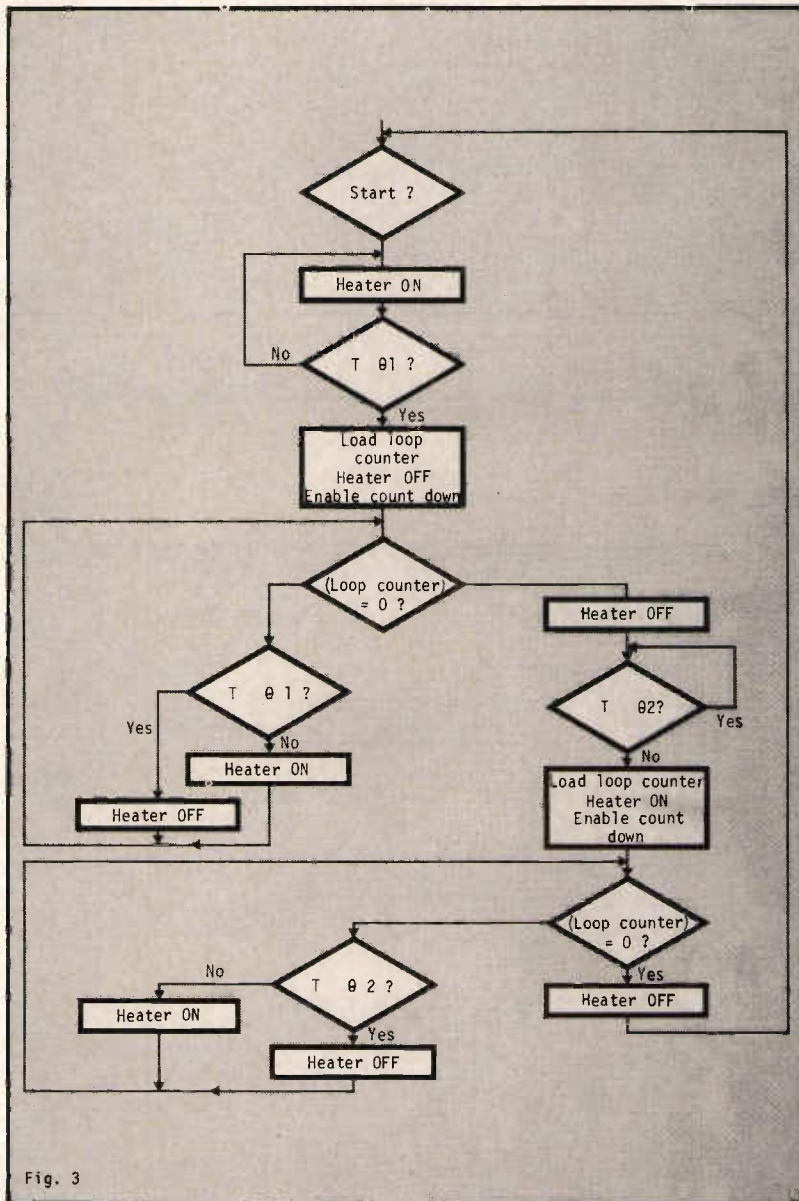 Start ?
Heater ON
T θ1 ?
No
Yes
Load loop
counter
Heater OFF
Enable count down
(Loop counter)
= 0 ?
Heater OFF
T θ 1 ?
Yes
No
Heater ON
Heater OFF
T θ2?
Yes
No
Load loop counter
Heater ON
Enable count
down
(Loop counter)
= 0 ?
Yes
Heater OFF
T θ 2 ?
No
Heater ON
Yes
Heater OFF
Fig. 3